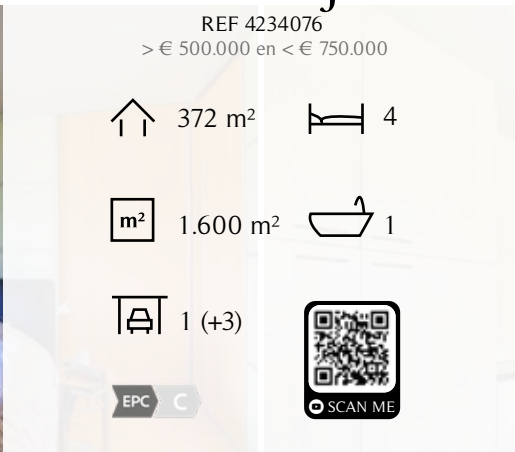 REF 4234076
> € 500.000 en < € 750.000
372 m²
4
m²
1.600 m²
1
1 (+3)
EPC C
SCAN ME